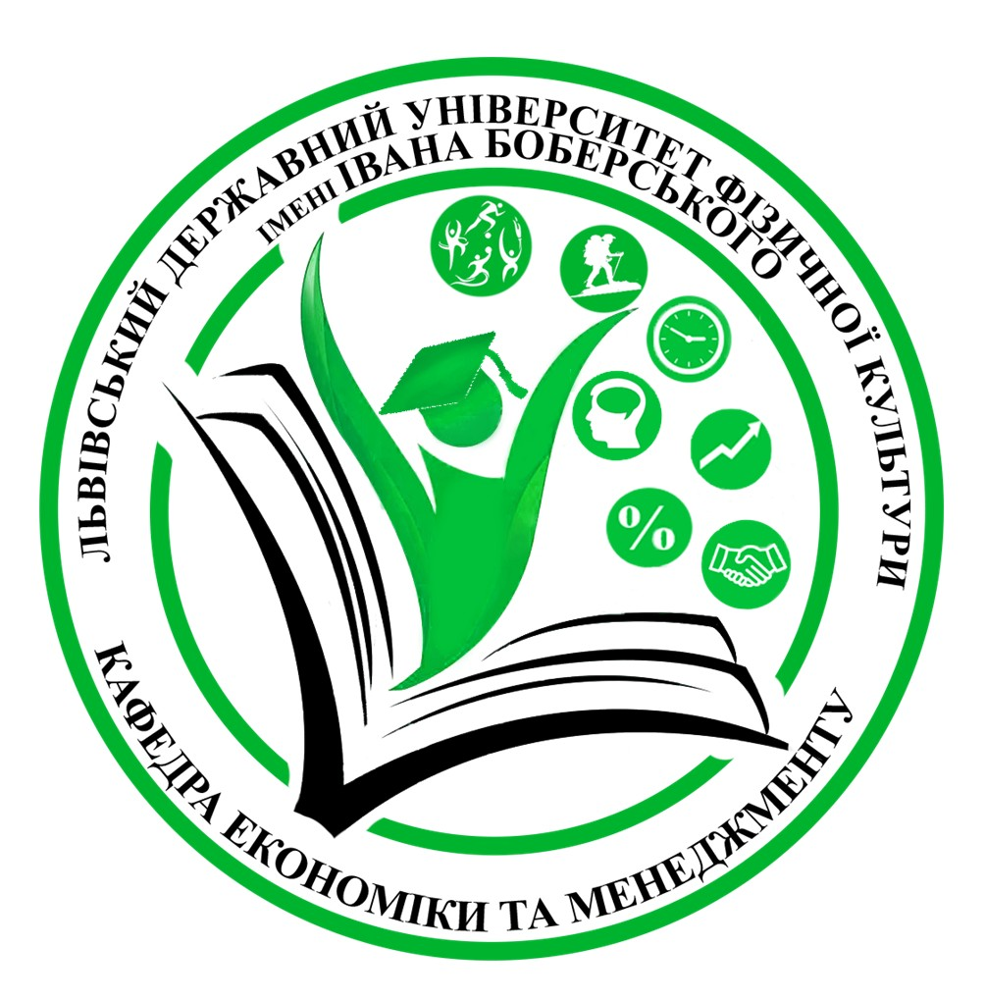 ЛЬВІВСЬКИЙ ДЕРЖАВНИЙ УНІВЕРСИТЕТ ФІЗИЧНОЇ КУЛЬТУРИ
ІМЕНІ ІВАНА БОБЕРСЬКОГО
%
КАФЕДРА ЕКОНОМІКИ ТА МЕНЕДЖМЕНТУ